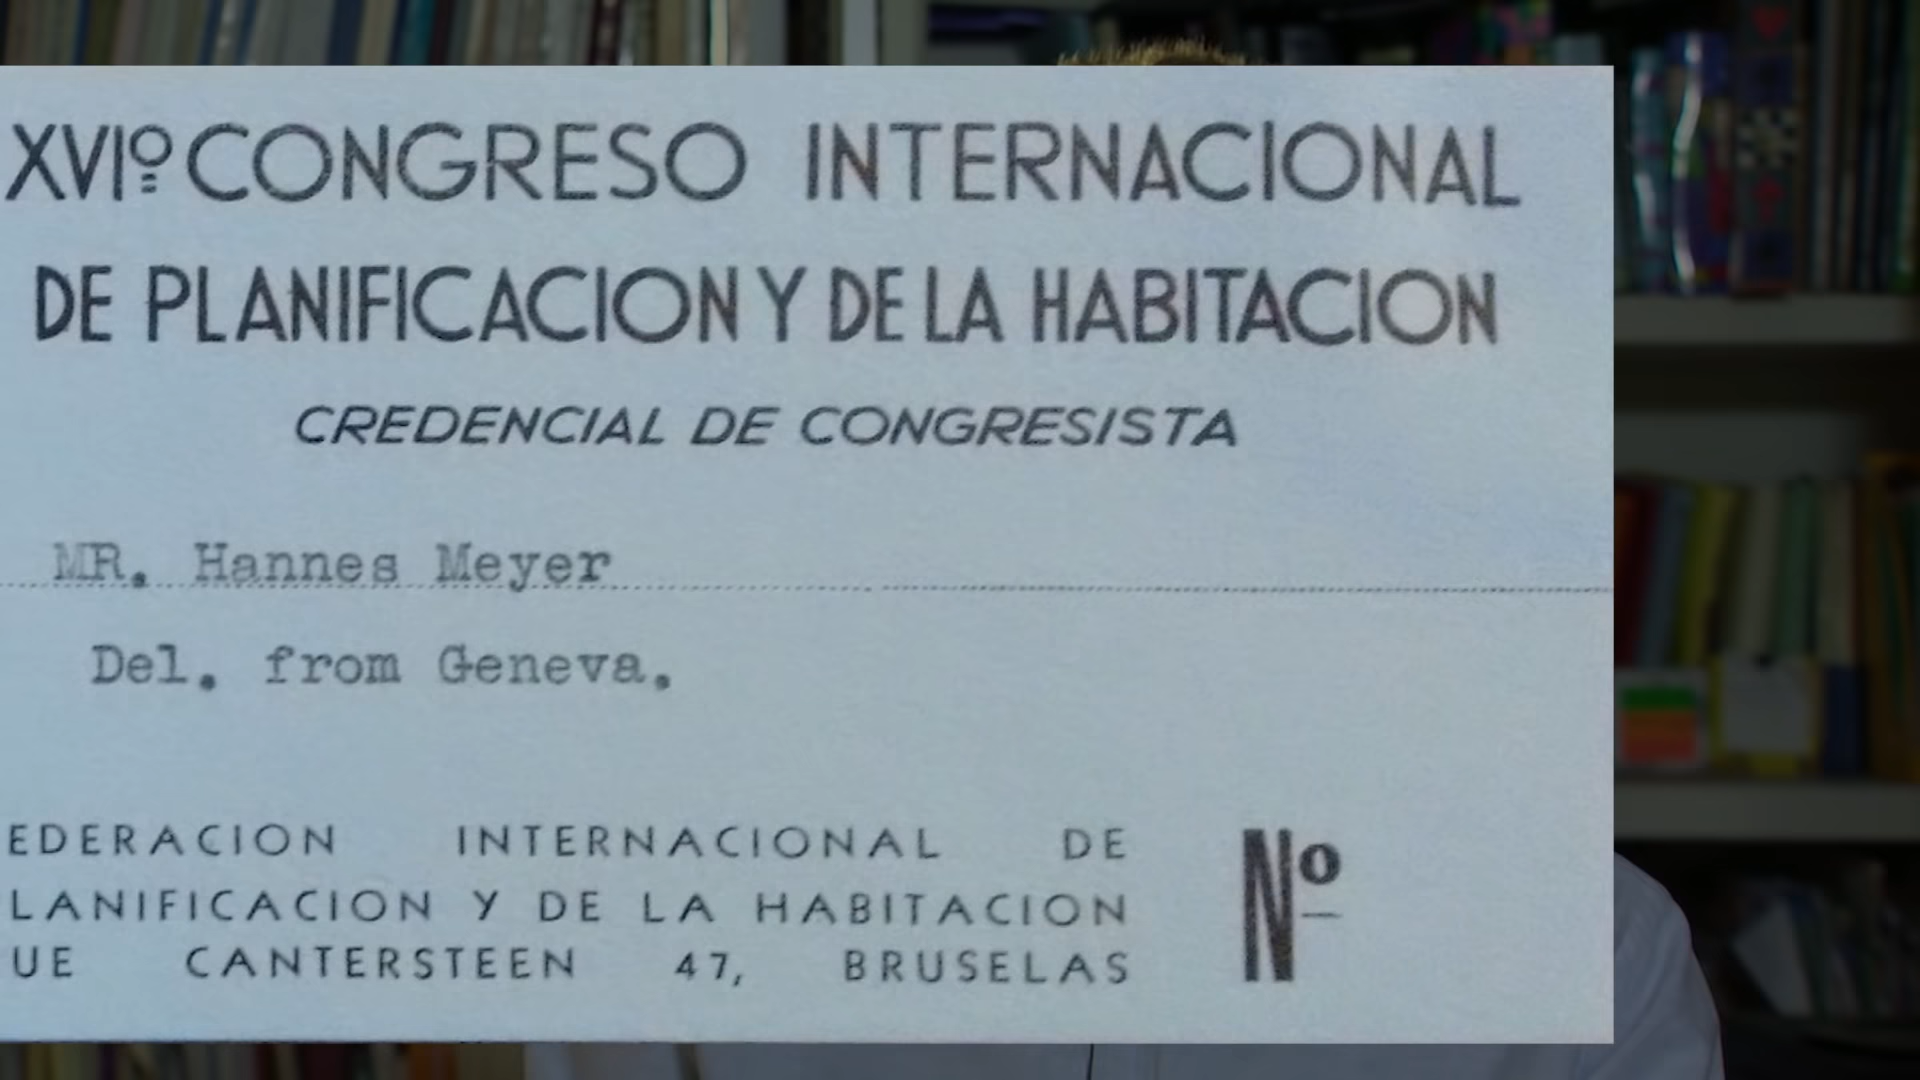 XVIº CONGRESO INTERNACIONAL
DE PLANIFICACION Y DE LA HABITACION
CREDENCIAL DE CONGRESISTA
MR. Hannes Meyer
Del. from Geneva.
EDERACION INTERNACIONAL DE
LANIFICACION Y DE LA HABITACION
UE CANTERSTEEN 47, BRUSELAS
Nº